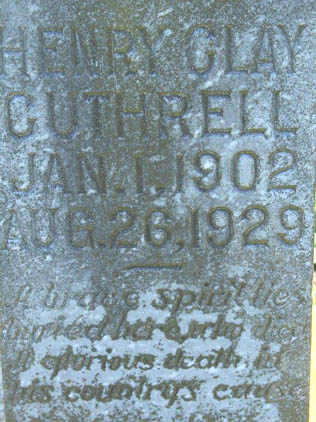 HENRY CLAY
GUTHRELL
JAN. 1, 1902
AUG. 26, 1929
A brave spirit lies
buried here, who died
A glorious death, in
his country's cause